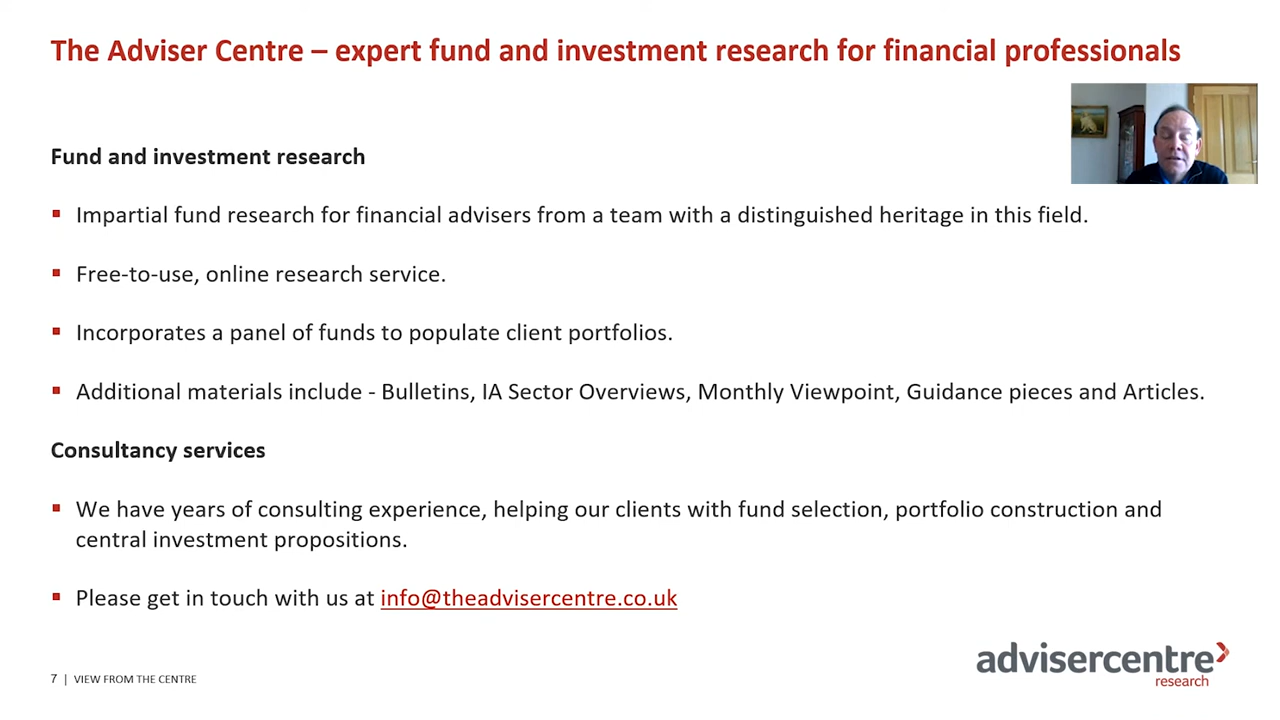 The Adviser Centre – expert fund and investment research for financial professionals
Fund and investment research
Impartial fund research for financial advisers from a team with a distinguished heritage in this field.
Free-to-use, online research service.
Incorporates a panel of funds to populate client portfolios.
Additional materials include - Bulletins, IA Sector Overviews, Monthly Viewpoint, Guidance pieces and Articles.
Consultancy services
We have years of consulting experience, helping our clients with fund selection, portfolio construction and
central investment propositions.
Please get in touch with us at info@theadvisercentre.co.uk
7 | VIEW FROM THE CENTRE
advisercentre
research